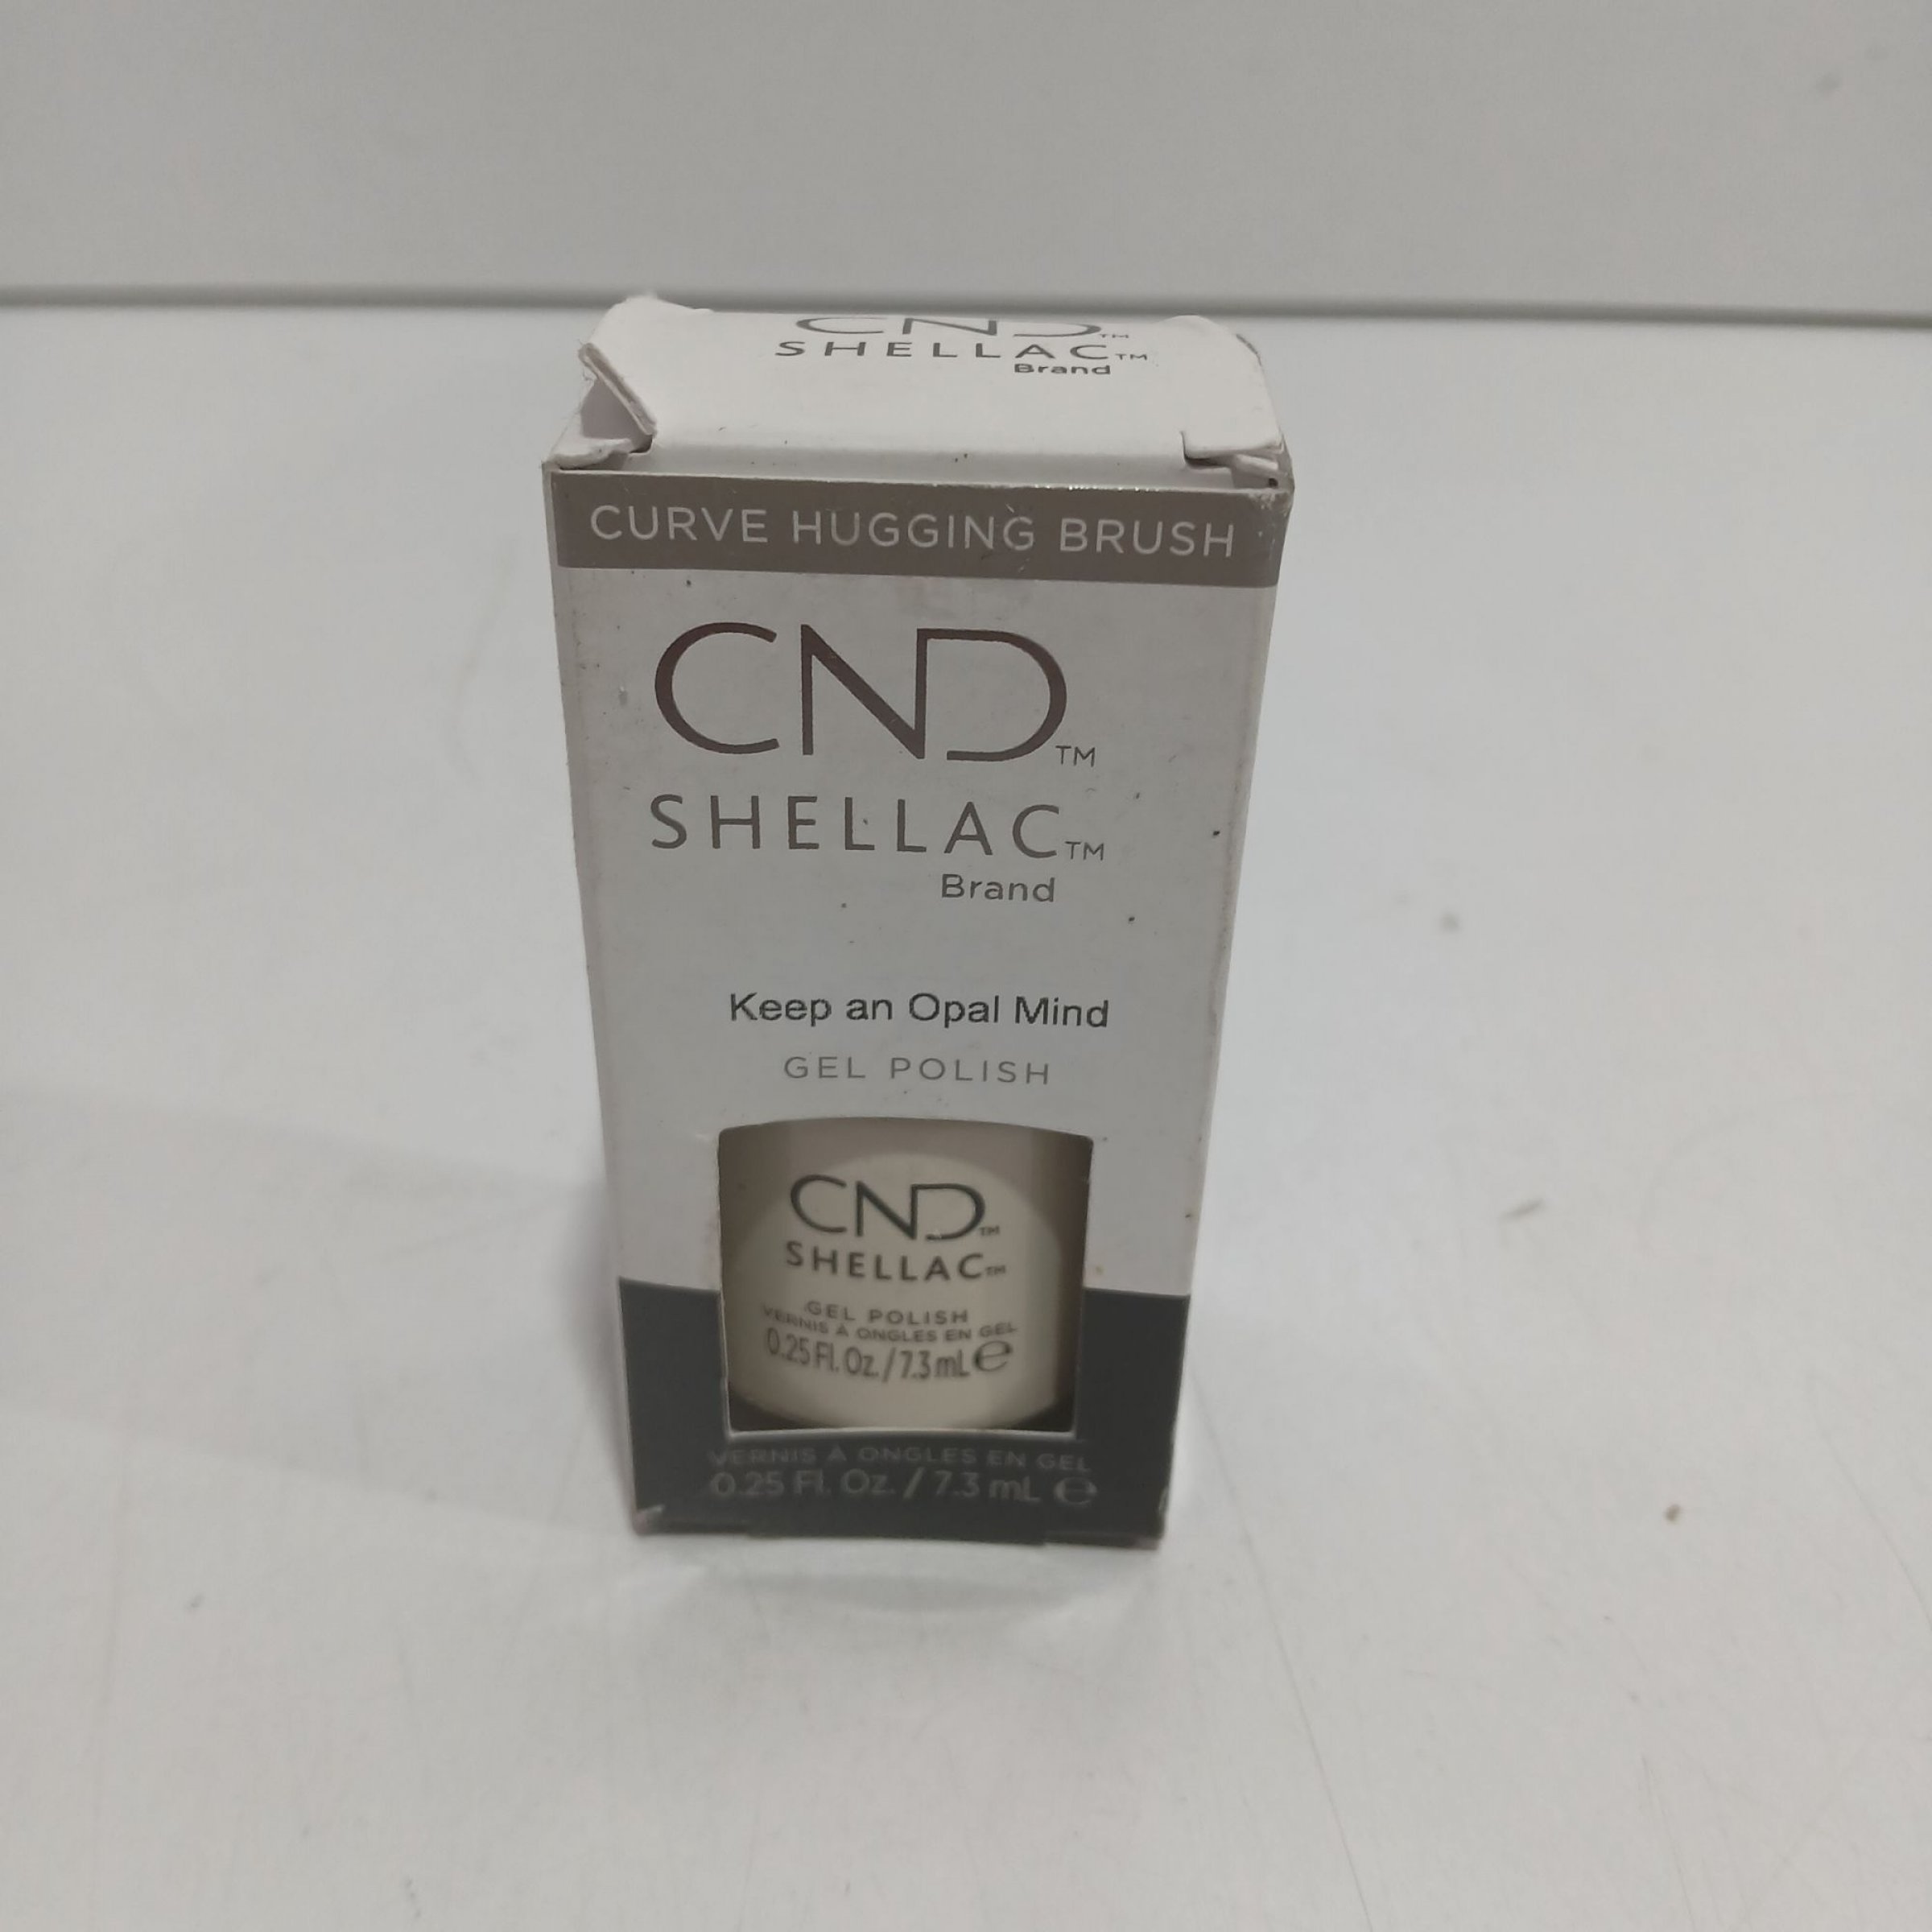 CND™
SHELLAC™
Brand
CURVE HUGGING BRUSH
CND™
SHELLAC™
Brand
Keep an Opal Mind
GEL POLISH
CND™
SHELLAC™
GEL POLISH
VERNIS À ONGLES EN GEL
0.25 Fl. Oz. / 7.3 mL ℮
VERNIS À ONGLES EN GEL
0.25 Fl. Oz. / 7.3 mL ℮